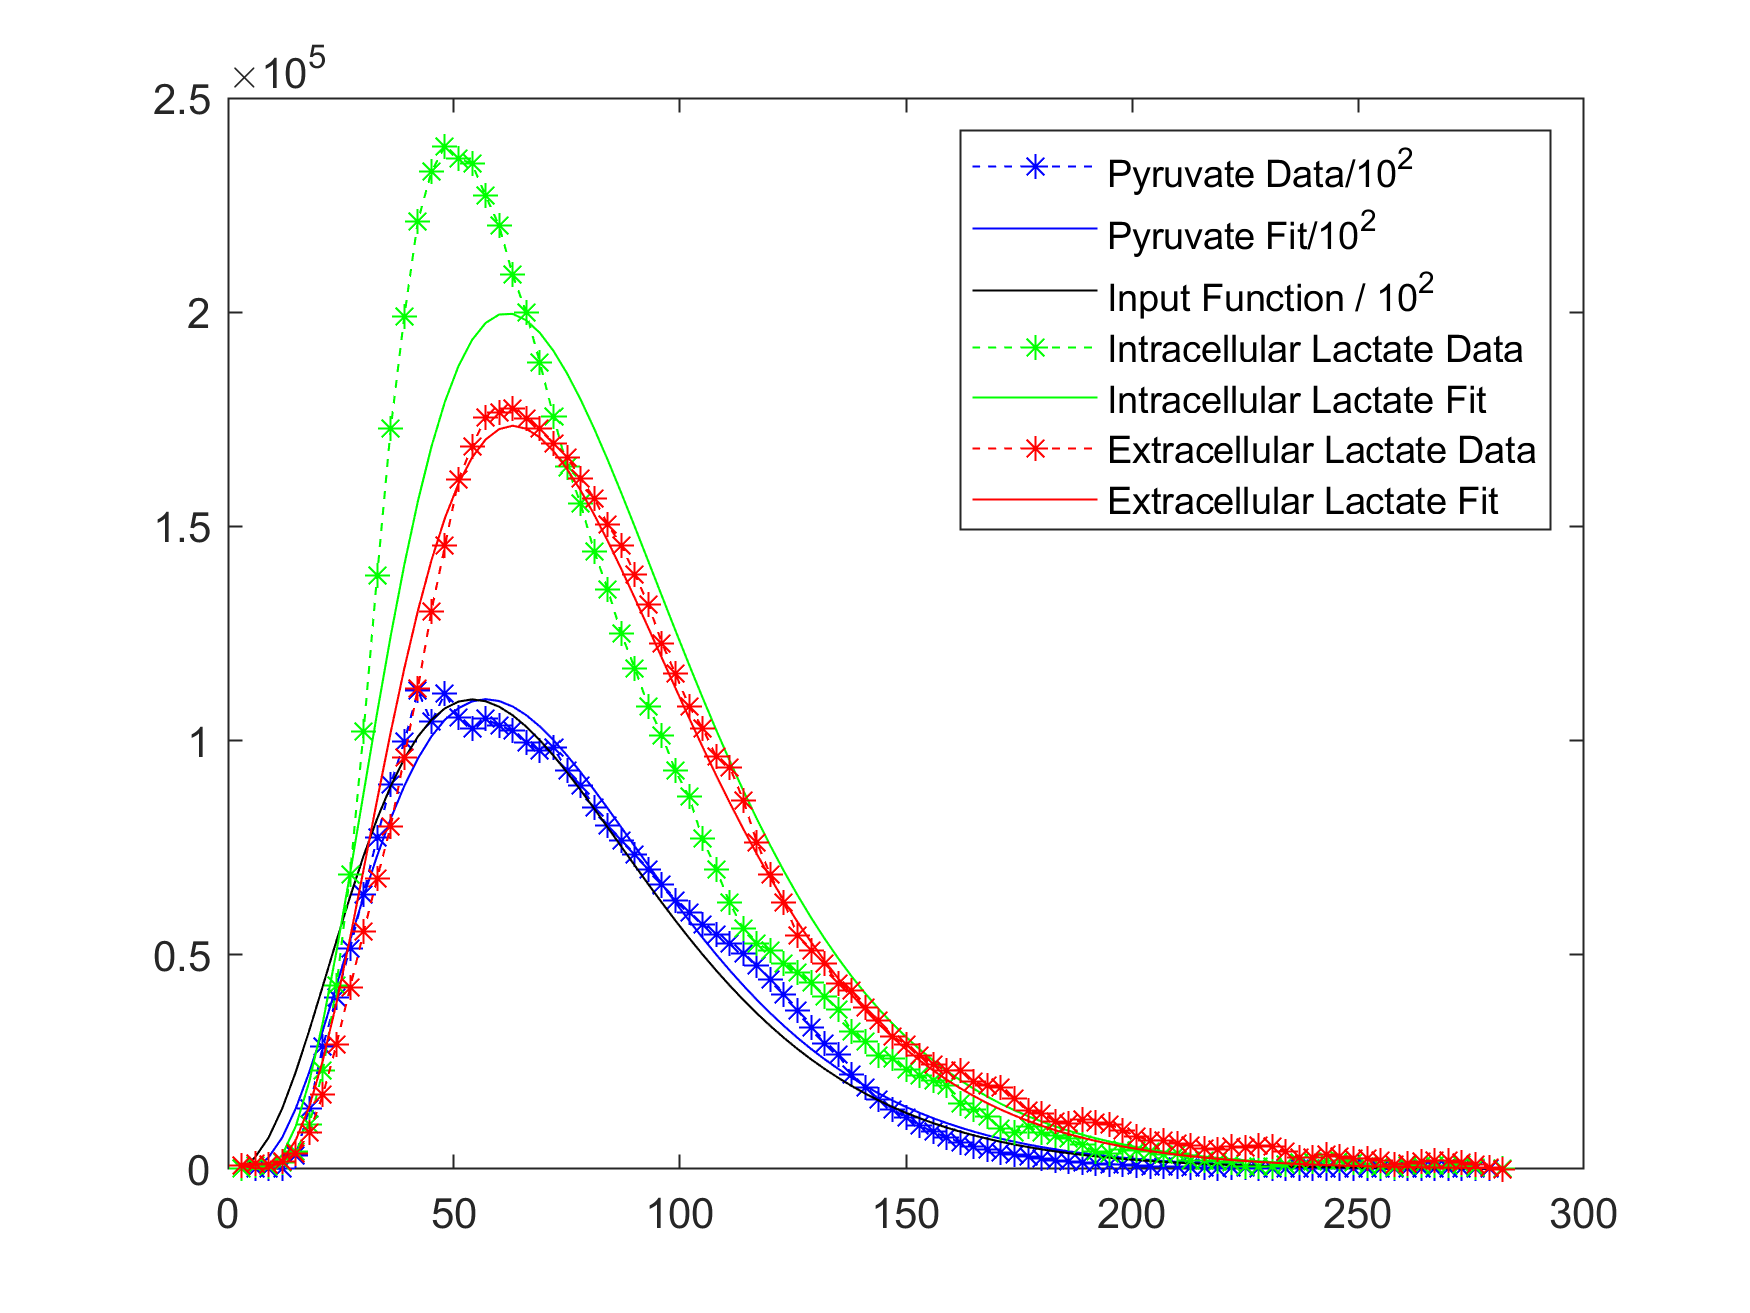 ×10^5
2.5
2
1.5
1
0.5
0
0 50 100 150 200 250 300
Pyruvate Data/10^2
Pyruvate Fit/10^2
Input Function / 10^2
Intracellular Lactate Data
Intracellular Lactate Fit
Extracellular Lactate Data
Extracellular Lactate Fit